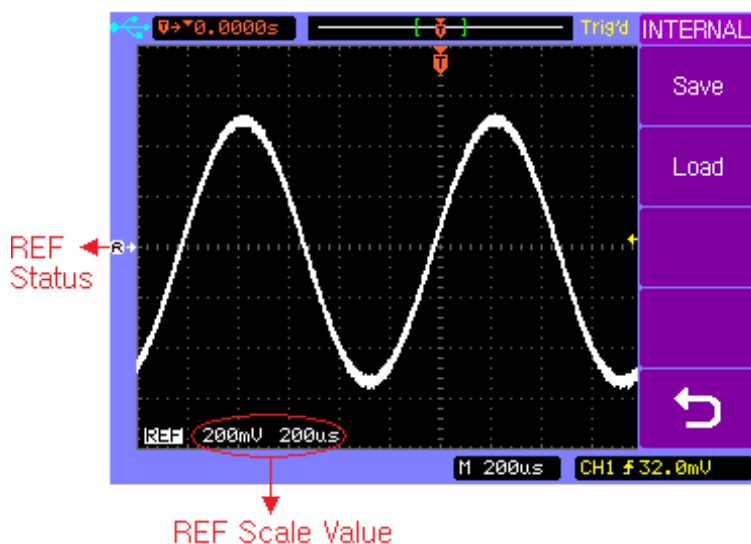 T→▼0.0000s
[ T ]
Trig'd
INTERNAL
T
Save
Load
REF
Status
R
REF 200mV 200us
M 200us
CH1 32.0mV
REF Scale Value